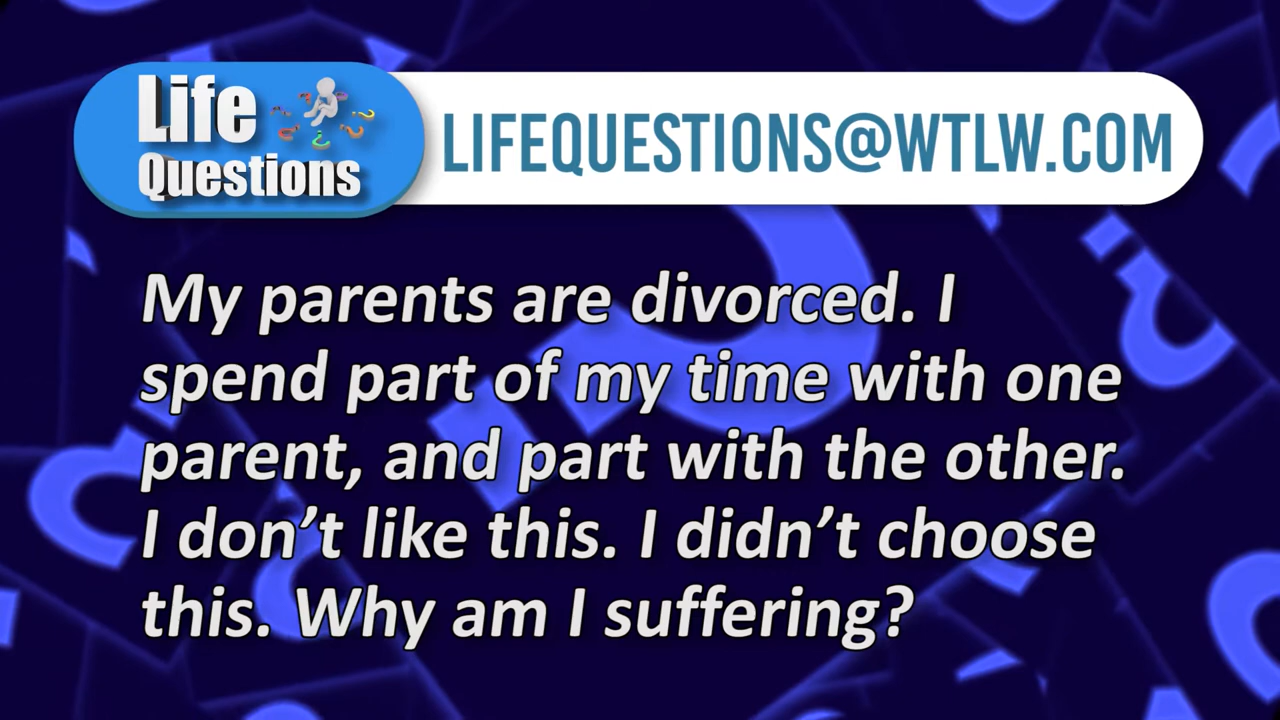 Life
Questions
LIFEQUESTIONS@WTLW.COM
My parents are divorced. I
spend part of my time with one
parent, and part with the other.
I don’t like this. I didn’t choose
this. Why am I suffering?